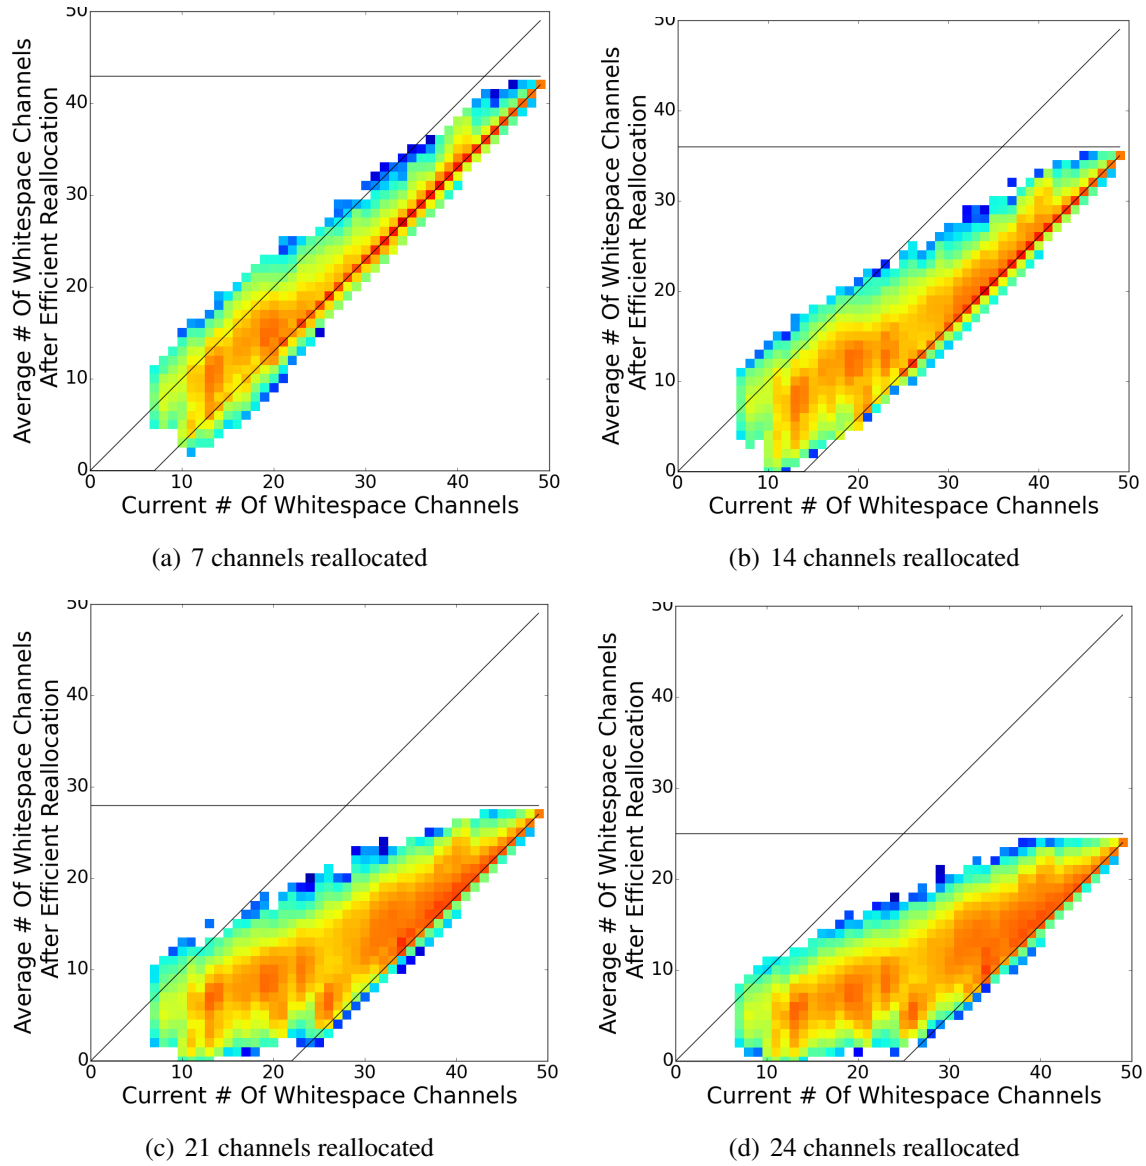 50
40
30
20
10
0
Average # Of Whitespace Channels
After Efficient Reallocation
0 10 20 30 40 50
Current # Of Whitespace Channels
(a) 7 channels reallocated
50
40
30
20
10
0
Average # Of Whitespace Channels
After Efficient Reallocation
0 10 20 30 40 50
Current # Of Whitespace Channels
(b) 14 channels reallocated
50
40
30
20
10
0
Average # Of Whitespace Channels
After Efficient Reallocation
0 10 20 30 40 50
Current # Of Whitespace Channels
(c) 21 channels reallocated
50
40
30
20
10
0
Average # Of Whitespace Channels
After Efficient Reallocation
0 10 20 30 40 50
Current # Of Whitespace Channels
(d) 24 channels reallocated